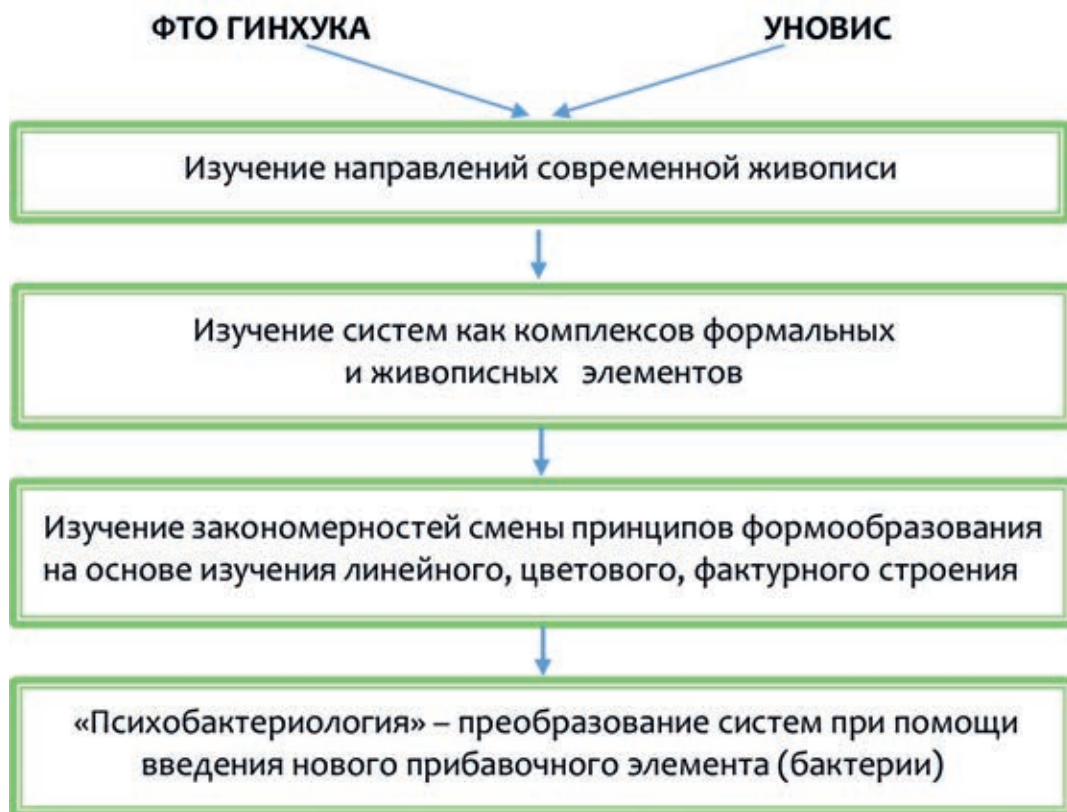 ФТО ГИНХУКА
УНОВИС
Изучение направлений современной живописи
Изучение систем как комплексов формальных
и живописных элементов
Изучение закономерностей смены принципов формообразования
на основе изучения линейного, цветового, фактурного строения
«Психобактериология» – преобразование систем при помощи
введения нового прибавочного элемента (бактерии)